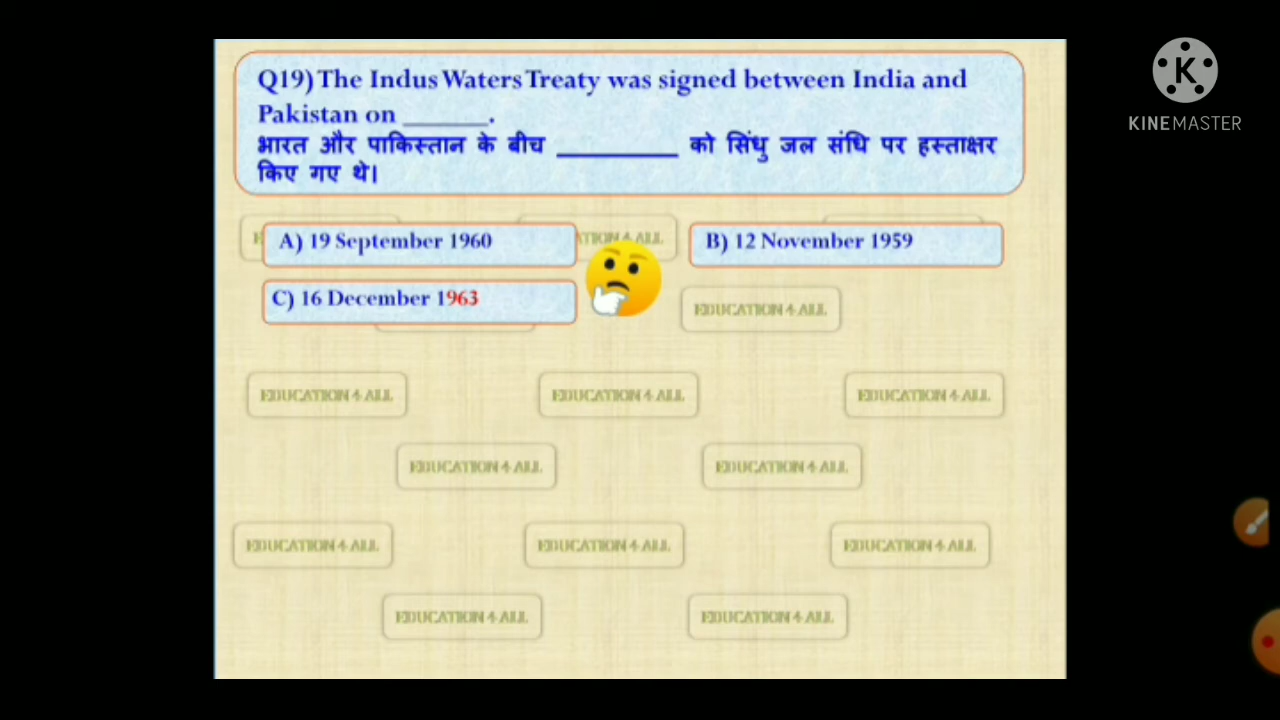 Q19) The Indus Waters Treaty was signed between India and
Pakistan on ______.
भारत और पाकिस्तान के बीच __________ को सिंधु जल संधि पर हस्ताक्षर
किए गए थे।
A) 19 September 1960
B) 12 November 1959
C) 16 December 1963
KINEMASTER
EDUCATION 4 ALL
EDUCATION 4 ALL
EDUCATION 4 ALL
EDUCATION 4 ALL
EDUCATION 4 ALL
EDUCATION 4 ALL
EDUCATION 4 ALL
EDUCATION 4 ALL
EDUCATION 4 ALL
EDUCATION 4 ALL
EDUCATION 4 ALL